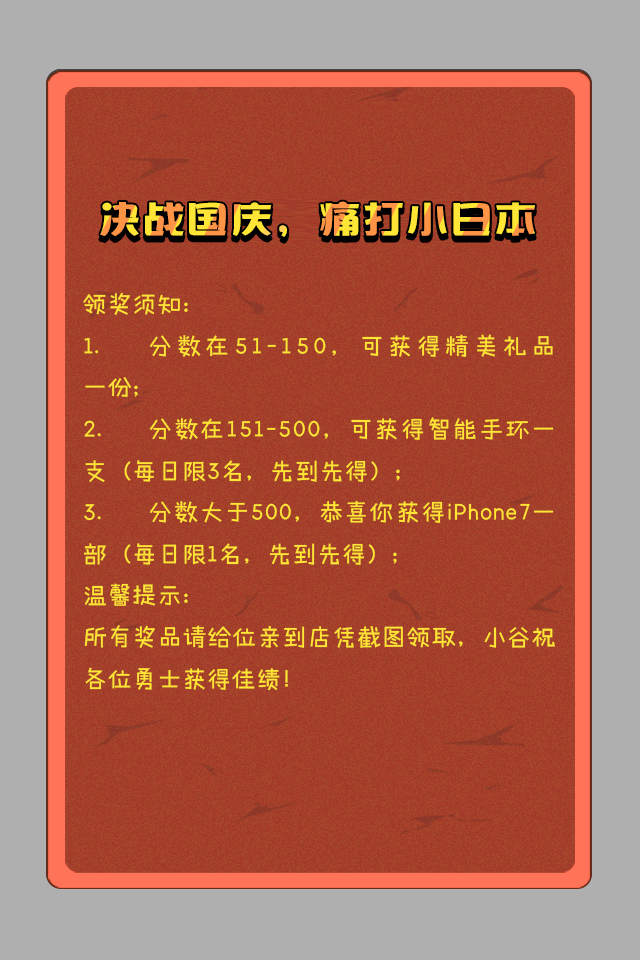 决战国庆，痛打小日本
领奖须知:
1. 分数在51-150，可获得精美礼品
一份;
2. 分数在151-500，可获得智能手环一
支（每日限3名，先到先得）;
3. 分数大于500，恭喜你获得iPhone7一
部（每日限1名，先到先得）;
温馨提示:
所有奖品请给位亲到店凭截图领取，小谷祝
各位勇士获得佳绩!